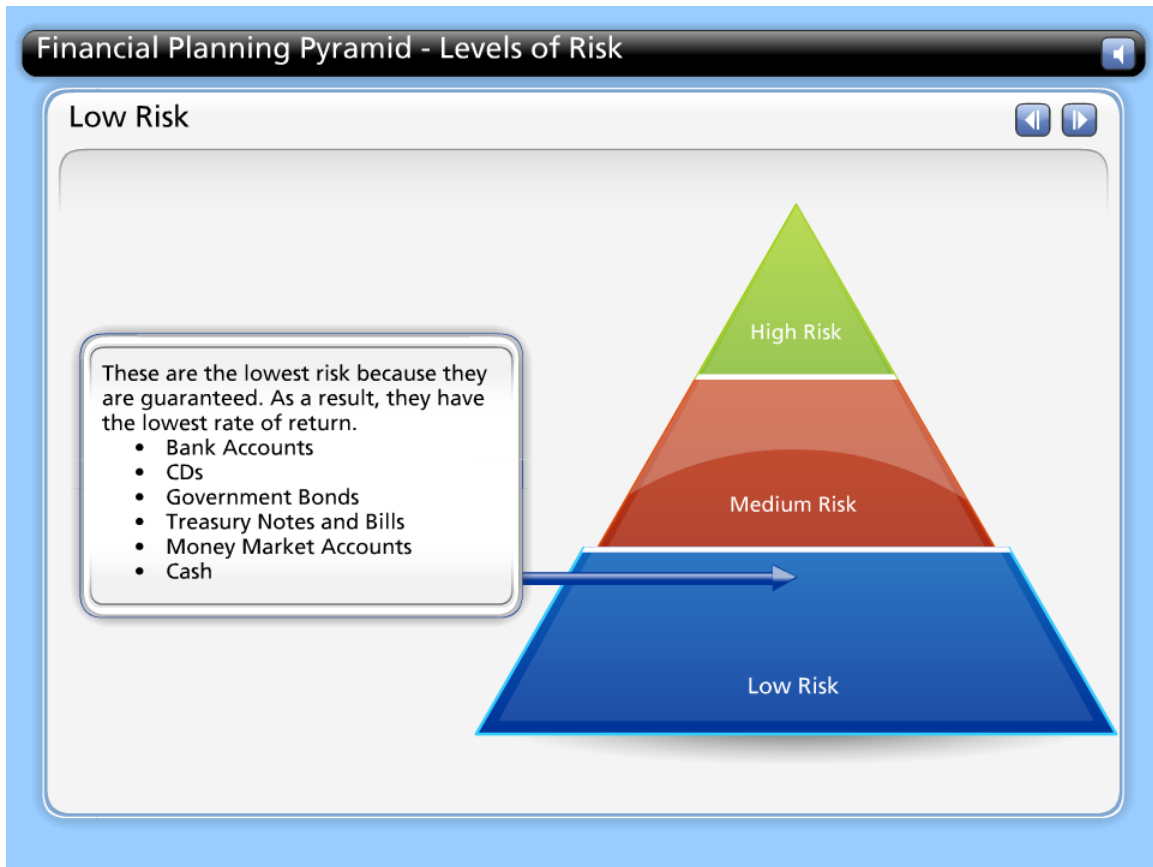 Financial Planning Pyramid - Levels of Risk
Low Risk
These are the lowest risk because they
are guaranteed. As a result, they have
the lowest rate of return.
• Bank Accounts
• CDs
• Government Bonds
• Treasury Notes and Bills
• Money Market Accounts
• Cash
High Risk
Medium Risk
Low Risk